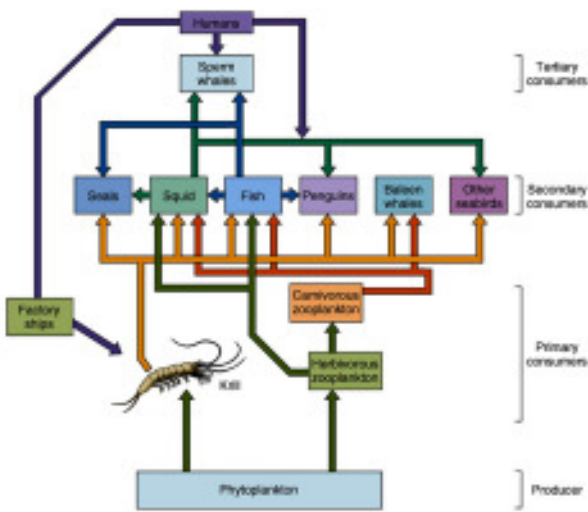 Humans
Sperm
whales
Tertiary
consumers
Seals
Squid
Fish
Penguins
Baleen
whales
Other
seabirds
Secondary
consumers
Factory
ships
Carnivorous
zooplankton
Krill
Herbivorous
zooplankton
Primary
consumers
Phytoplankton
Producer